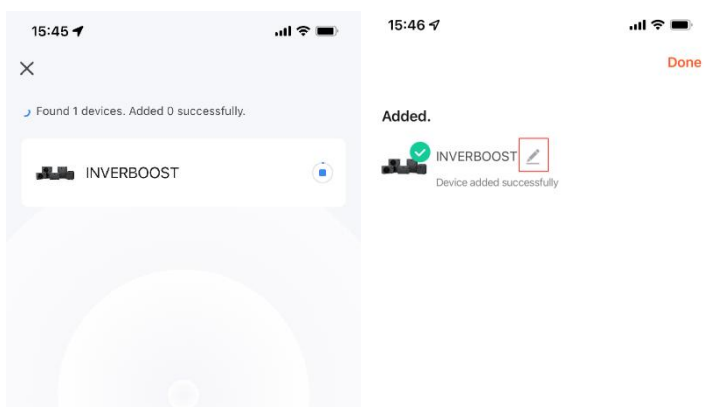 15:45
Found 1 devices. Added 0 successfully.
INVERBOOST
15:46
Done
Added.
INVERBOOST
Device added successfully